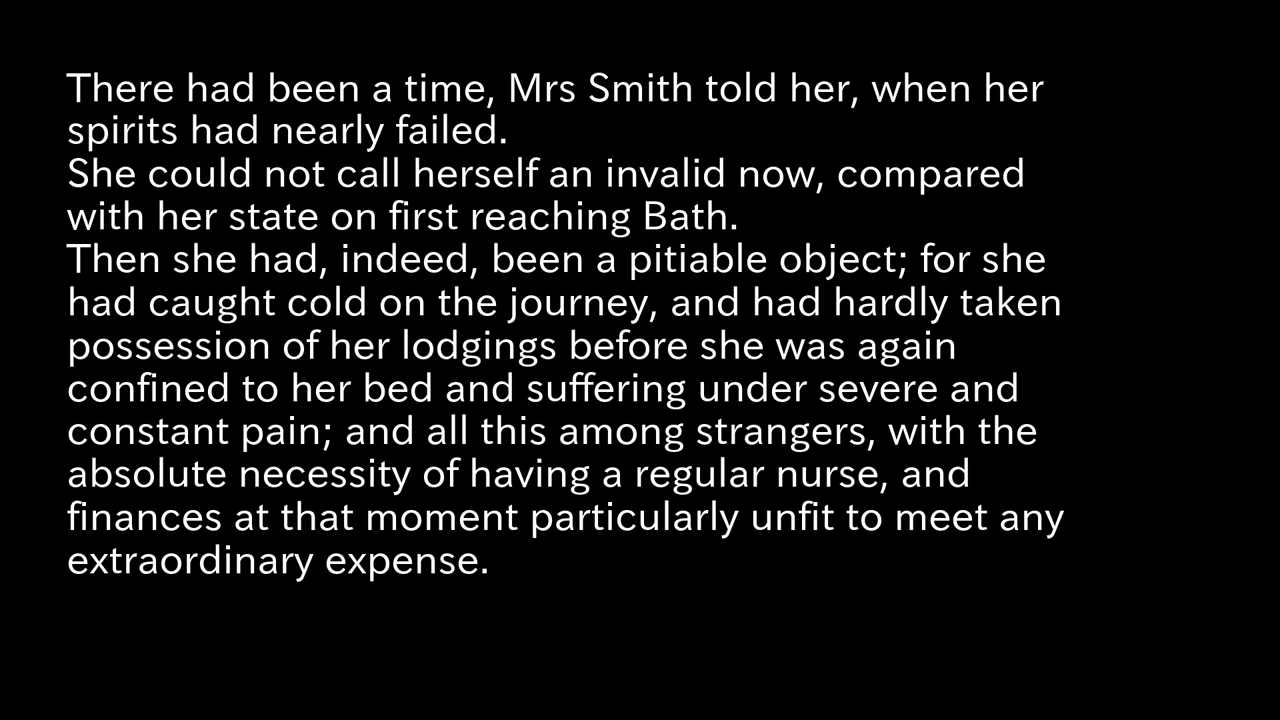 There had been a time, Mrs Smith told her, when her
spirits had nearly failed.
She could not call herself an invalid now, compared
with her state on first reaching Bath.
Then she had, indeed, been a pitiable object; for she
had caught cold on the journey, and had hardly taken
possession of her lodgings before she was again
confined to her bed and suffering under severe and
constant pain; and all this among strangers, with the
absolute necessity of having a regular nurse, and
finances at that moment particularly unfit to meet any
extraordinary expense.